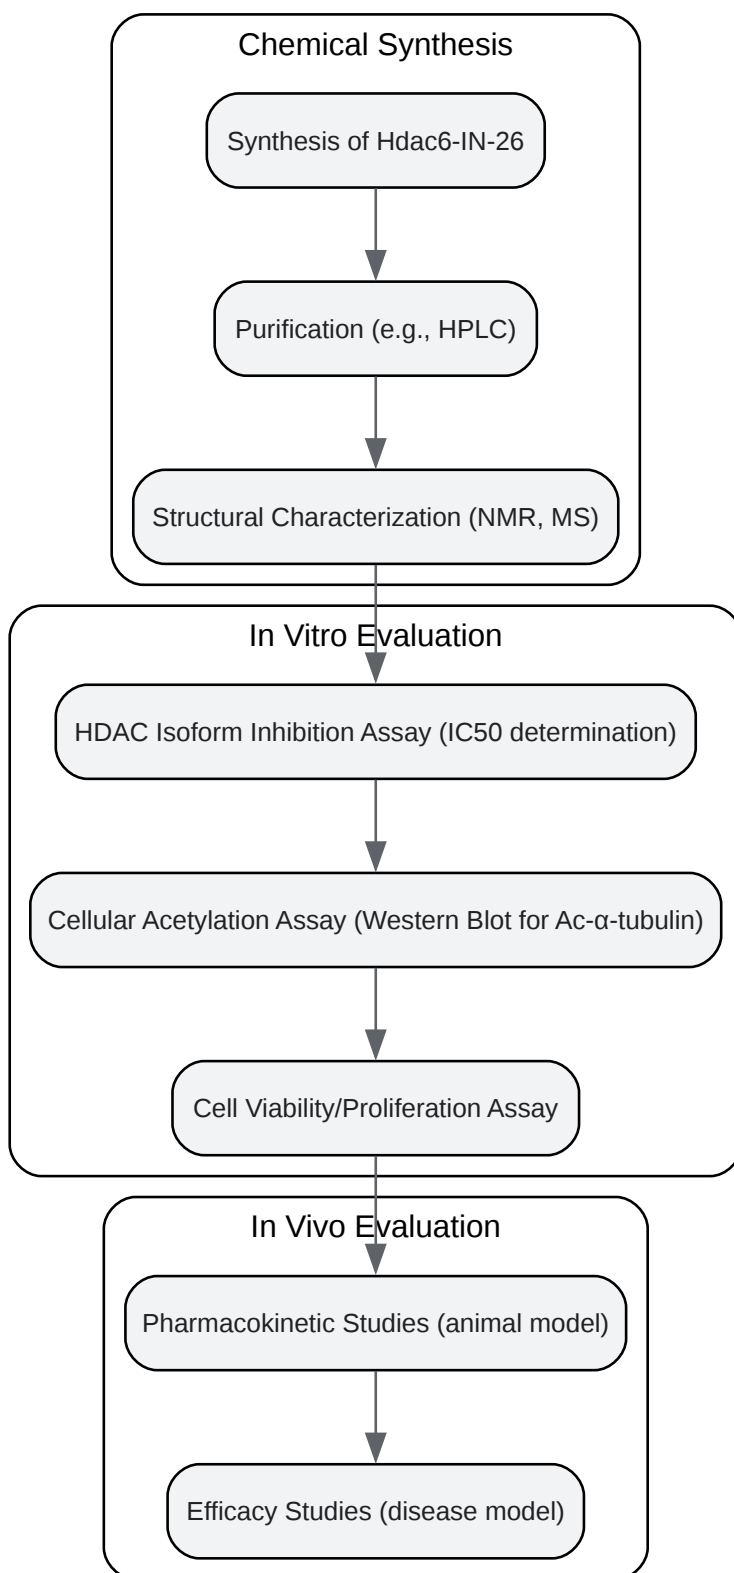 Chemical Synthesis
Synthesis of Hdac6-IN-26
Purification (e.g., HPLC)
Structural Characterization (NMR, MS)
In Vitro Evaluation
HDAC Isoform Inhibition Assay (IC50 determination)
Cellular Acetylation Assay (Western Blot for Ac-α-tubulin)
Cell Viability/Proliferation Assay
In Vivo Evaluation
Pharmacokinetic Studies (animal model)
Efficacy Studies (disease model)